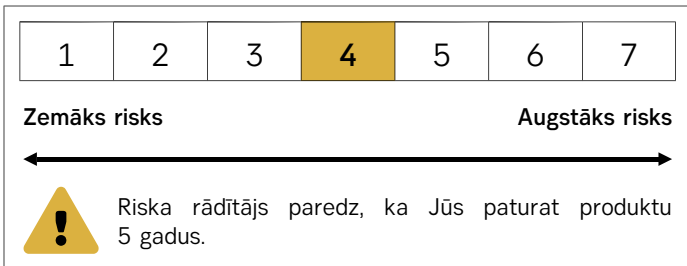 1 2 3 4 5 6 7
Zemāks risks Augstāks risks
Riska rādītājs paredz, ka Jūs paturat produktu
5 gadus.